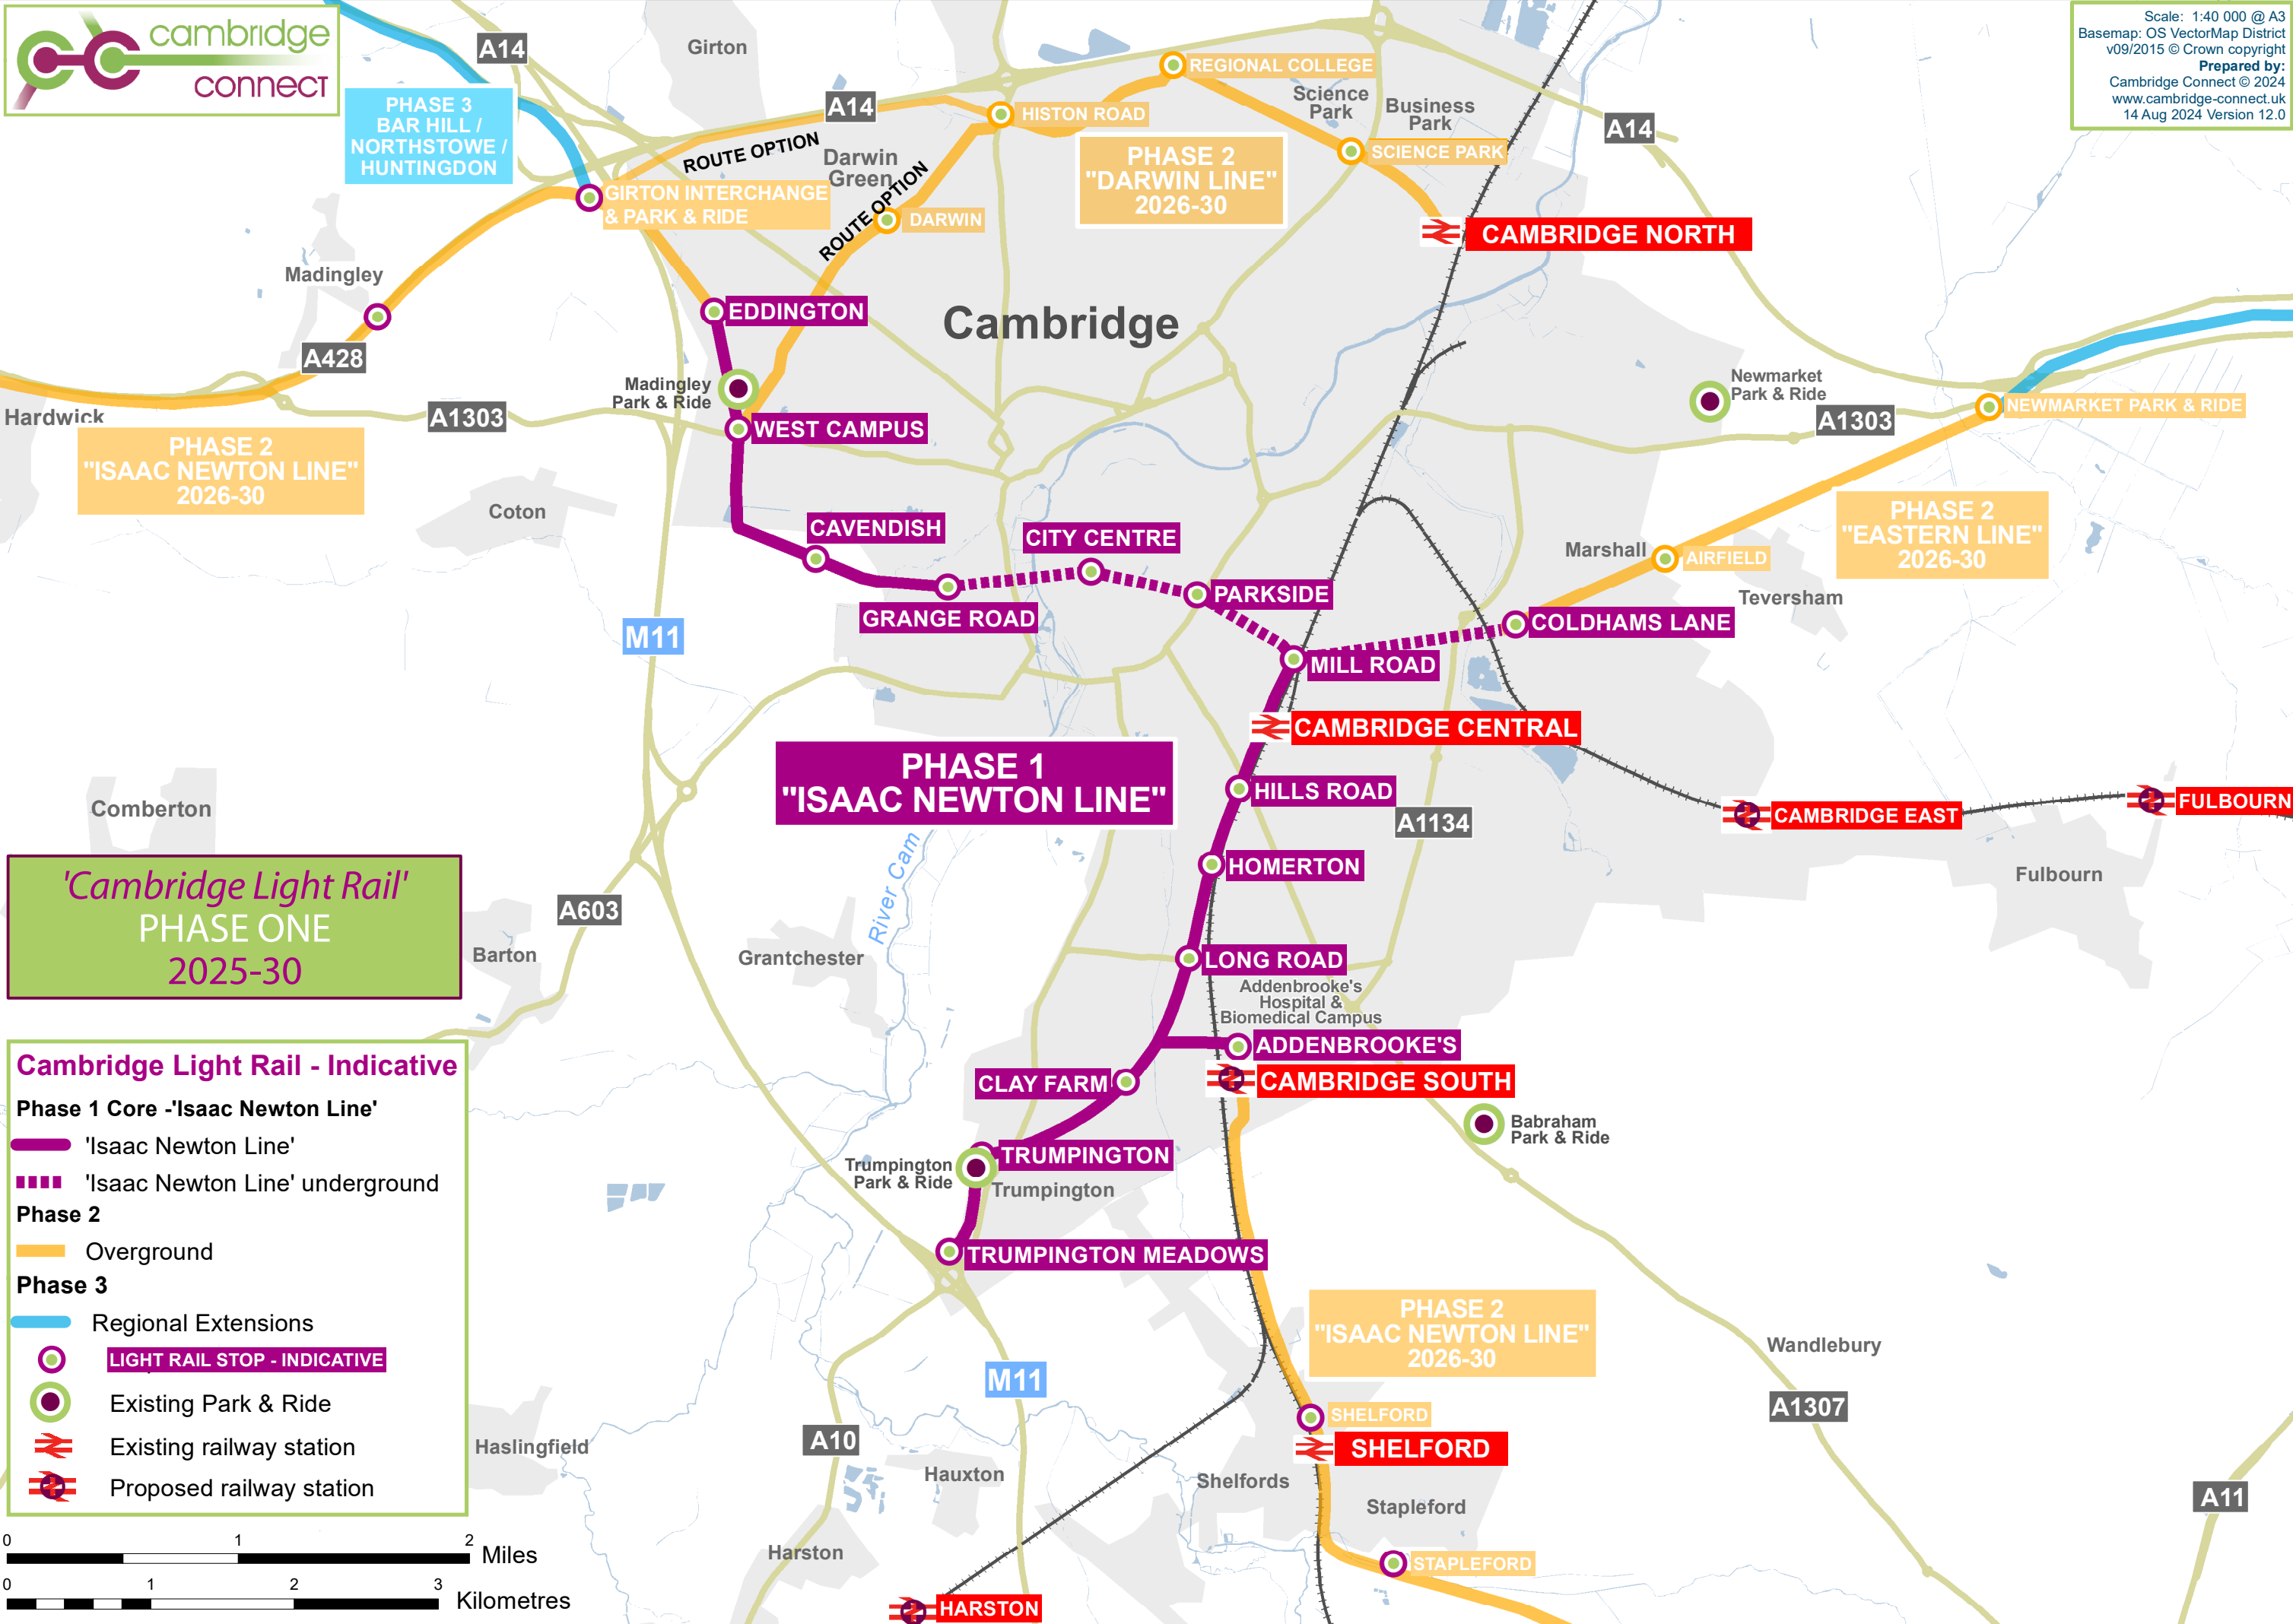 cambridge
connect
Scale: 1:40 000 @ A3
Basemap: OS VectorMap District
v09/2015 © Crown copyright
Prepared by:
Cambridge Connect © 2024
www.cambridge-connect.uk
14 Aug 2024 Version 12.0
A14
Girton
PHASE 3
BAR HILL /
NORTHSTOWE /
HUNTINGDON
A14
ROUTE OPTION
Darwin
Green
ROUTE OPTION
HISTON ROAD
REGIONAL COLLEGE
Science
Park
Business
Park
A14
SCIENCE PARK
PHASE 2
"DARWIN LINE"
2026-30
GIRTON INTERCHANGE
& PARK & RIDE
DARWIN
CAMBRIDGE NORTH
Madingley
EDDINGTON
Cambridge
A428
Madingley
Park & Ride
Newmarket
Park & Ride
Hardwick
A1303
WEST CAMPUS
A1303
NEWMARKET PARK & RIDE
PHASE 2
"ISAAC NEWTON LINE"
2026-30
Coton
CAVENDISH
CITY CENTRE
PHASE 2
"EASTERN LINE"
2026-30
Marshall
AIRFIELD
Teversham
PARKSIDE
GRANGE ROAD
COLDHAMS LANE
M11
MILL ROAD
CAMBRIDGE CENTRAL
PHASE 1
"ISAAC NEWTON LINE"
HILLS ROAD
A1134
CAMBRIDGE EAST
FULBOURN
Comberton
HOMERTON
Fulbourn
River Cam
'Cambridge Light Rail'
PHASE ONE
2025-30
A603
Barton
Grantchester
LONG ROAD
Addenbrooke's
Hospital &
Biomedical Campus
ADDENBROOKE'S
CLAY FARM
CAMBRIDGE SOUTH
Babraham
Park & Ride
TRUMPINGTON
Trumpington
Park & Ride
Trumpington
TRUMPINGTON MEADOWS
PHASE 2
"ISAAC NEWTON LINE"
2026-30
Wandlebury
M11
A1307
SHELFORD
SHELFORD
A10
Haslingfield
Hauxton
Shelfords
Stapleford
A11
Harston
STAPLEFORD
HARSTON
Cambridge Light Rail - Indicative
Phase 1 Core -'Isaac Newton Line'
'Isaac Newton Line'
'Isaac Newton Line' underground
Phase 2
Overground
Phase 3
Regional Extensions
LIGHT RAIL STOP - INDICATIVE
Existing Park & Ride
Existing railway station
Proposed railway station
0 1 2
Miles
0 1 2 3
Kilometres